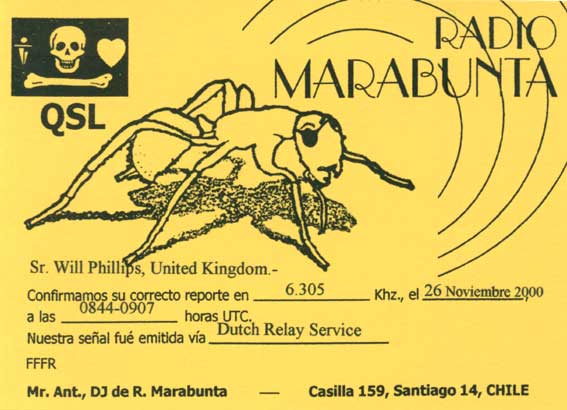 RADIO
MARABUNTA
QSL
Sr. Will Phillips, United Kingdom.-
Confirmamos su correcto reporte en 6.305 Khz., el 26 Noviembre 2000
a las 0844-0907 horas UTC.
Nuestra señal fué emitida vía Dutch Relay Service
FFFR
Mr. Ant., DJ de R. Marabunta — Casilla 159, Santiago 14, CHILE